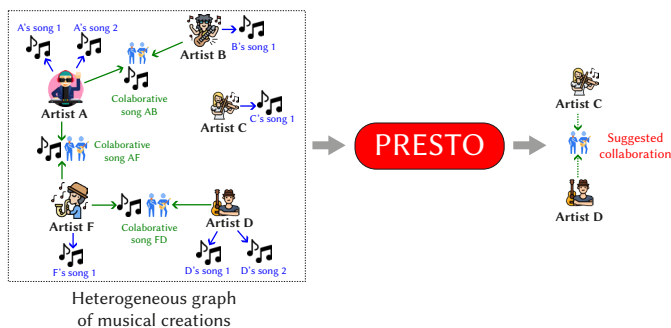 A's song 1
A's song 2
B's song 1
Artist B
Colaborative
song AB
Artist A
C's song 1
Artist C
Colaborative
song AF
Artist F
Colaborative
song FD
Artist D
F's song 1
D's song 1
D's song 2
Heterogeneous graph
of musical creations
PRESTO
Artist C
Suggested
collaboration
Artist D